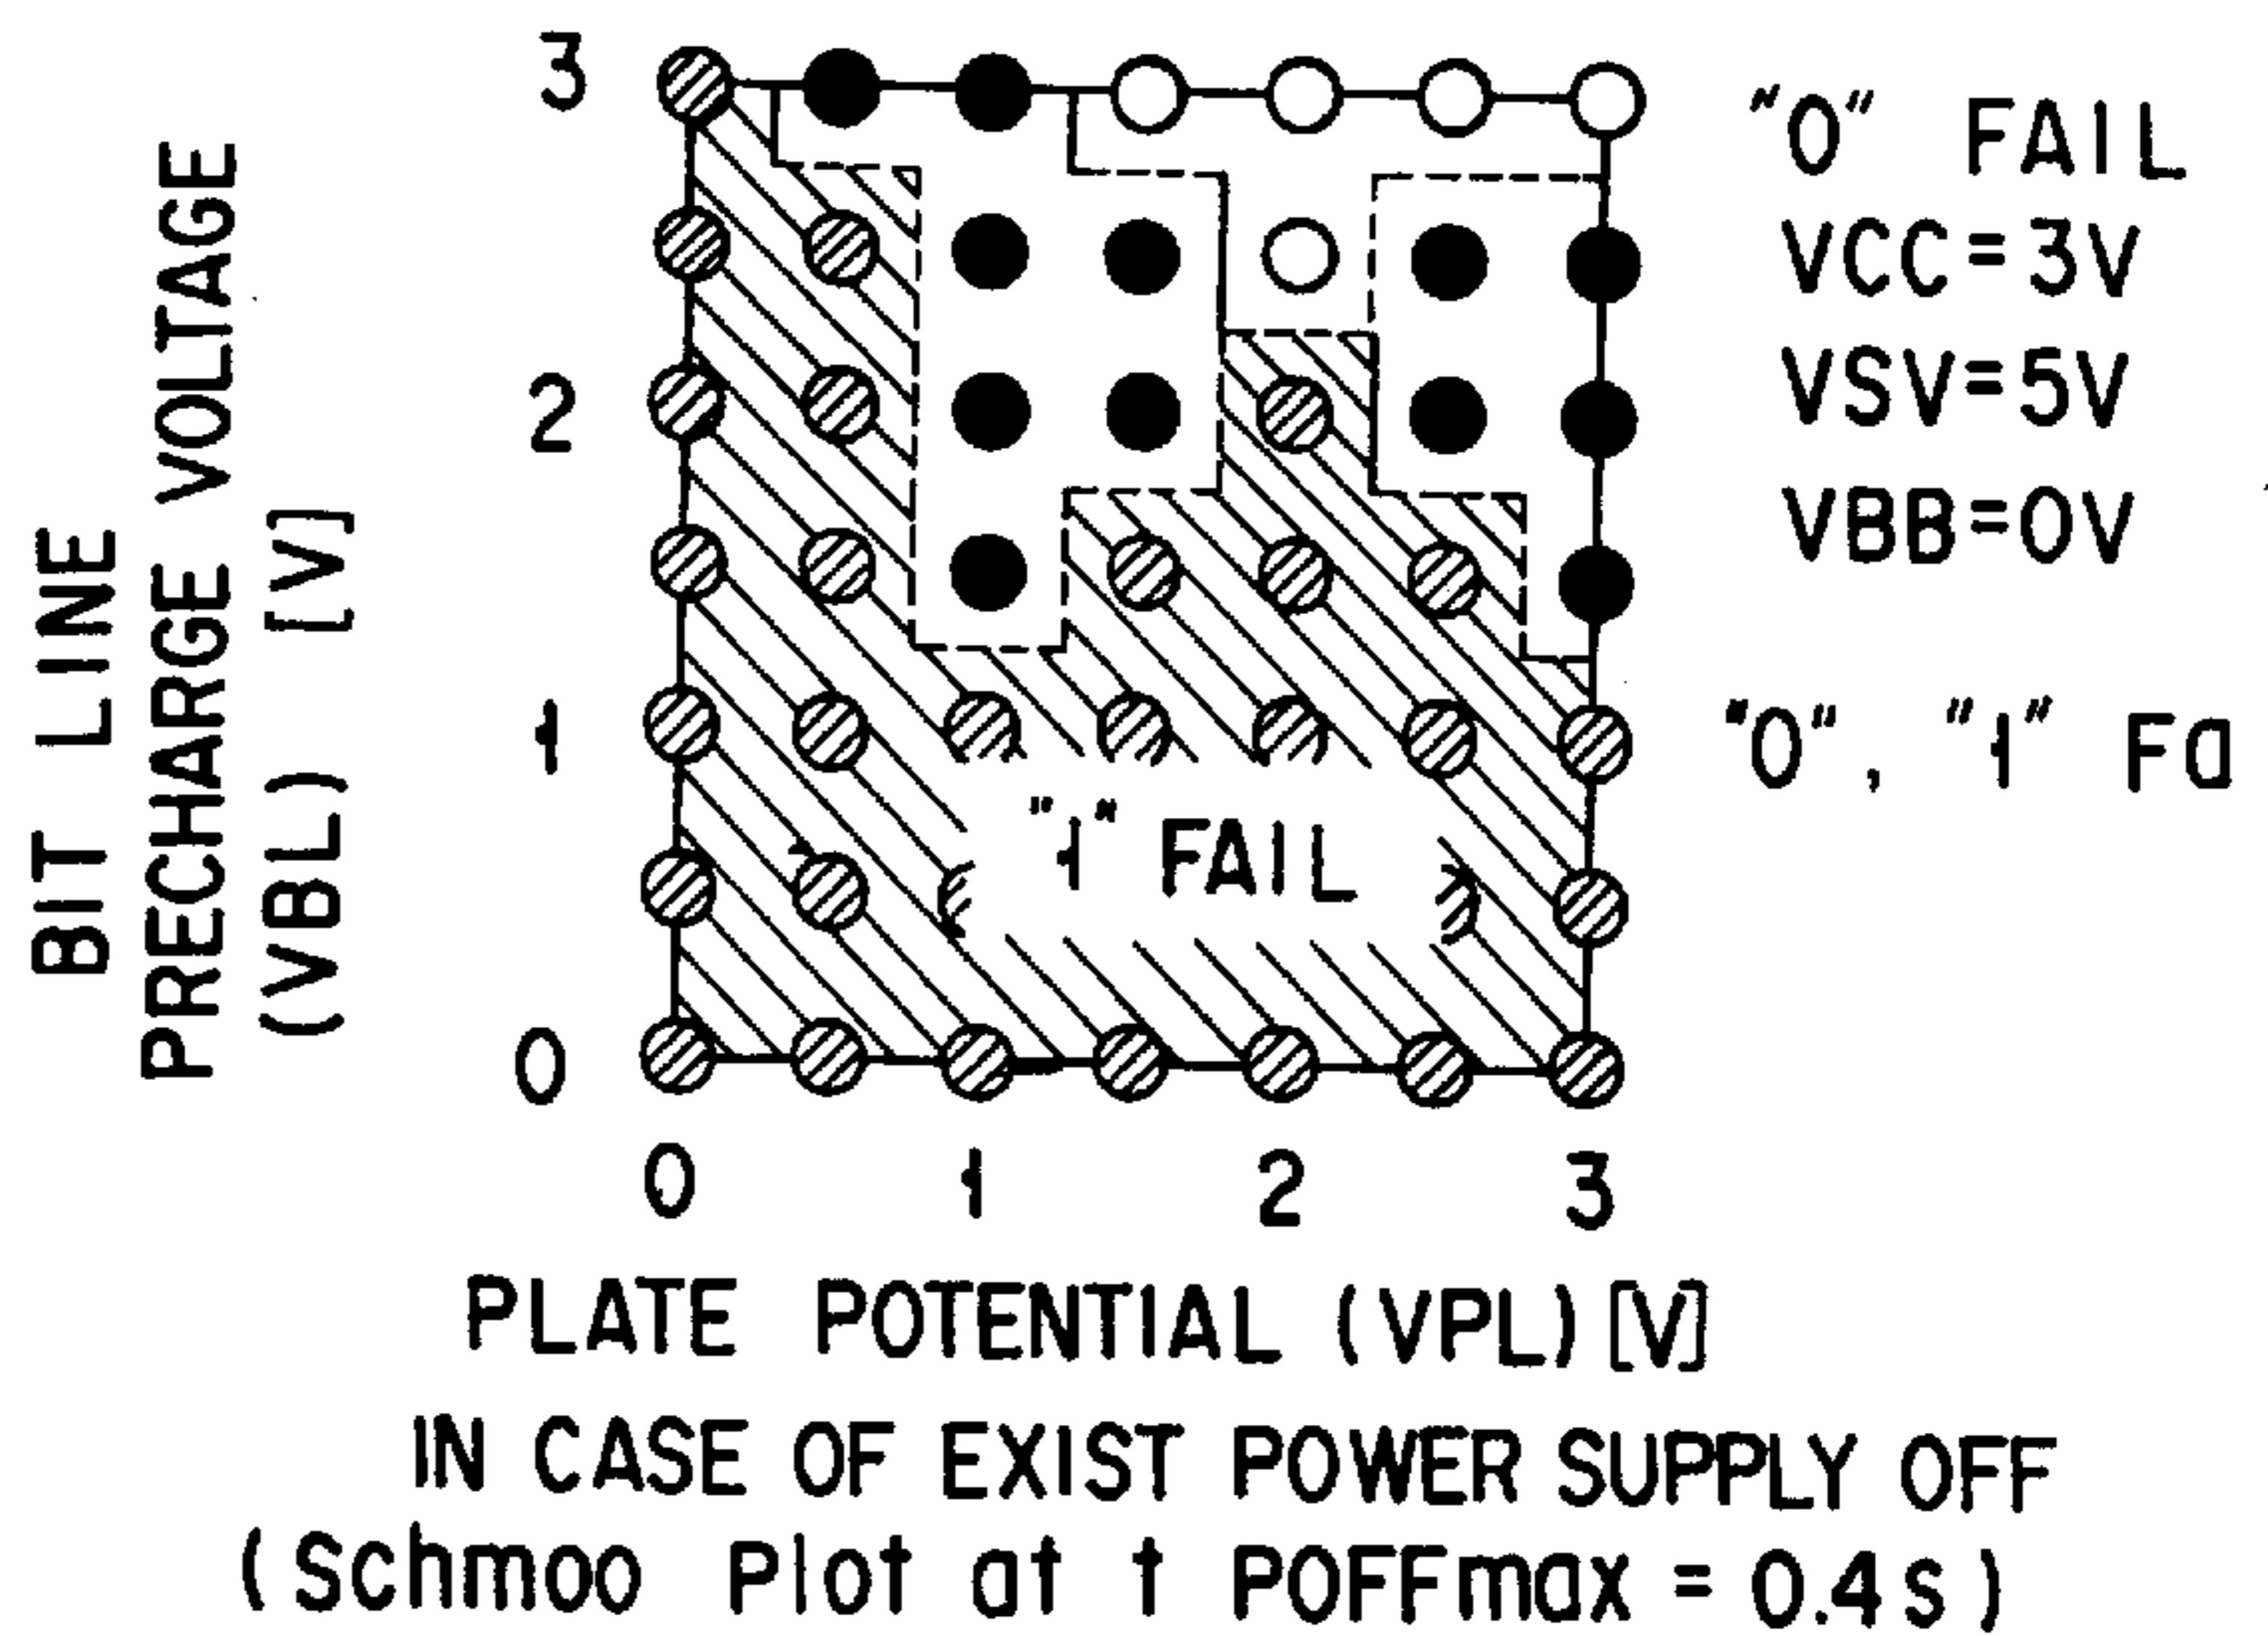 BIT LINE
PRECHARGE VOLTAGE
(VBL) [V]
3
2
1
0
"1" FAIL
"0" FAIL
VCC=3V
VSV=5V
VBB=0V
"0", "1" Fa
0 1 2 3
PLATE POTENTIAL (VPL) [V]
IN CASE OF EXIST POWER SUPPLY OFF
(Schmoo Plot at t POFFmax = 0.4s)